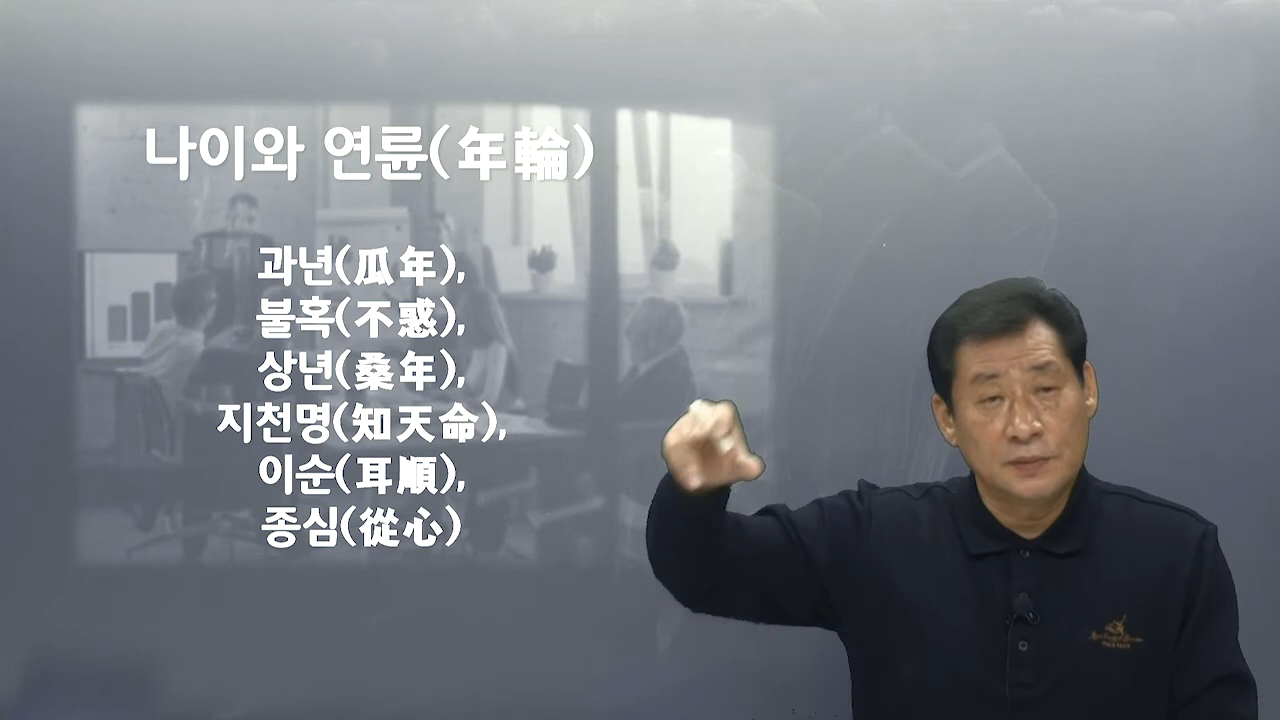 나이와 연륜(年輪)
과년(瓜年),
불혹(不惑),
상년(桑年),
지천명(知天命),
이순(耳順),
종심(從心)